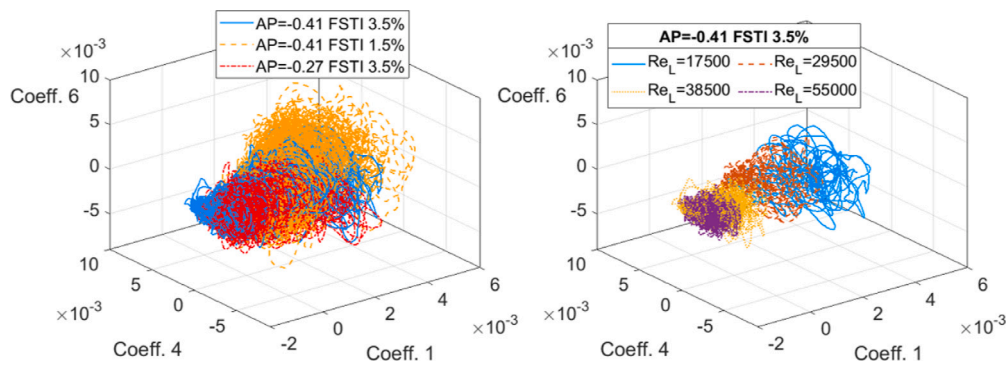 AP=-0.41 FSTI 3.5%
AP=-0.41 FSTI 1.5%
AP=-0.27 FSTI 3.5%
×10⁻³
10
Coeff. 6
5
0
-5
10
5
0
-5
×10⁻³
Coeff. 4
-2
0
2
4
6
×10⁻³
Coeff. 1
AP=-0.41 FSTI 3.5%
Re_L=17500 Re_L=29500
Re_L=38500 Re_L=55000
×10⁻³
10
Coeff. 6
5
0
-5
10
5
0
-5
×10⁻³
Coeff. 4
-2
0
2
4
6
×10⁻³
Coeff. 1